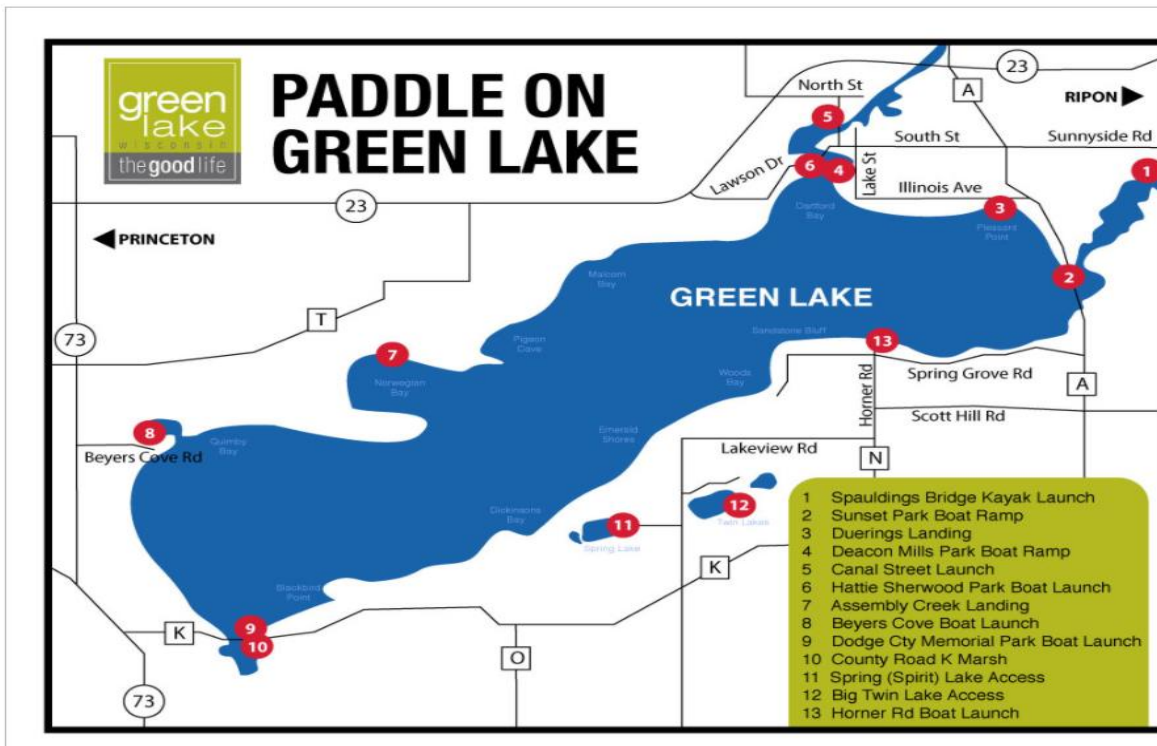 green
lake
wisconsin
the good life
PADDLE ON
GREEN LAKE
23
A
North St
RIPON
5
South St
Sunnyside Rd
Lawson Dr
6
4
Lake St
1
Illinois Ave
23
Dartford
Bay
3
Pleasant
Point
PRINCETON
2
Malcom
Bay
GREEN LAKE
T
73
Sandstone Bluff
13
Pigeon
Cove
7
Norwegian
Bay
Woods
Bay
Spring Grove Rd
A
Horner Rd
Scott Hill Rd
8
Quimby
Bay
Emerald
Shores
Beyers Cove Rd
Lakeview Rd
N
Dickinsons
Bay
12
Twin Lakes
11
Spring Lake
K
Blackbird
Point
9
K
10
O
73
1 Spauldings Bridge Kayak Launch
2 Sunset Park Boat Ramp
3 Duerings Landing
4 Deacon Mills Park Boat Ramp
5 Canal Street Launch
6 Hattie Sherwood Park Boat Launch
7 Assembly Creek Landing
8 Beyers Cove Boat Launch
9 Dodge Cty Memorial Park Boat Launch
10 County Road K Marsh
11 Spring (Spirit) Lake Access
12 Big Twin Lake Access
13 Horner Rd Boat Launch